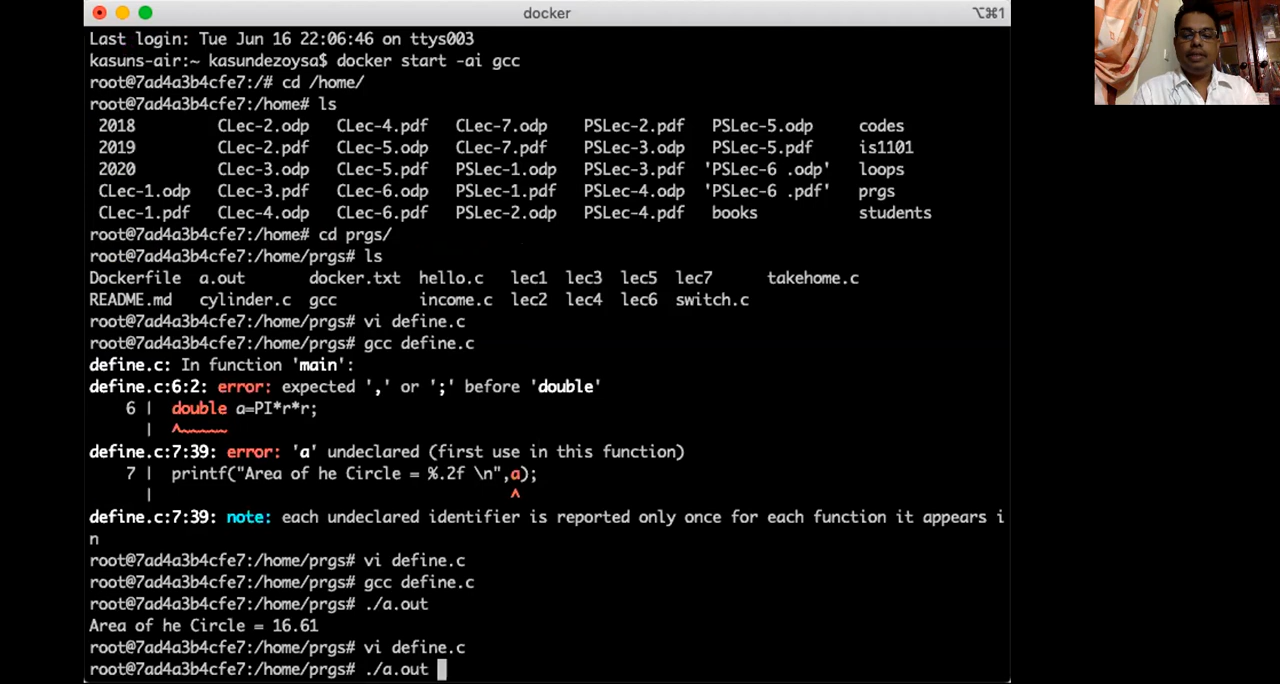 docker
⌥⌘1
Last login: Tue Jun 16 22:06:46 on ttys003
kasuns-air:~ kasundezoysa$ docker start -ai gcc
root@7ad4a3b4cfe7:/# cd /home/
root@7ad4a3b4cfe7:/home# ls
2018 CLec-2.odp CLec-4.pdf CLec-7.odp PSLec-2.pdf PSLec-5.odp codes
2019 CLec-2.pdf CLec-5.odp CLec-7.pdf PSLec-3.odp PSLec-5.pdf is1101
2020 CLec-3.odp CLec-5.pdf PSLec-1.odp PSLec-3.pdf 'PSLec-6 .odp' loops
CLec-1.odp CLec-3.pdf CLec-6.odp PSLec-1.pdf PSLec-4.odp 'PSLec-6 .pdf' prgs
CLec-1.pdf CLec-4.odp CLec-6.pdf PSLec-2.odp PSLec-4.pdf books students
root@7ad4a3b4cfe7:/home# cd prgs/
root@7ad4a3b4cfe7:/home/prgs# ls
Dockerfile a.out docker.txt hello.c lec1 lec3 lec5 lec7 takehome.c
README.md cylinder.c gcc income.c lec2 lec4 lec6 switch.c
root@7ad4a3b4cfe7:/home/prgs# vi define.c
root@7ad4a3b4cfe7:/home/prgs# gcc define.c
define.c: In function 'main':
define.c:6:2: error: expected ',' or ';' before 'double'
6 | double a=PI*r*r;
| ^~~~~~
define.c:7:39: error: 'a' undeclared (first use in this function)
7 | printf("Area of he Circle = %.2f \n",a);
| ^
define.c:7:39: note: each undeclared identifier is reported only once for each function it appears i
n
root@7ad4a3b4cfe7:/home/prgs# vi define.c
root@7ad4a3b4cfe7:/home/prgs# gcc define.c
root@7ad4a3b4cfe7:/home/prgs# ./a.out
Area of he Circle = 16.61
root@7ad4a3b4cfe7:/home/prgs# vi define.c
root@7ad4a3b4cfe7:/home/prgs# ./a.out